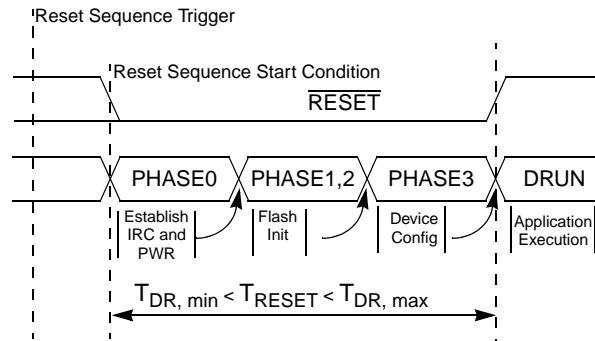 Reset Sequence Trigger
Reset Sequence Start Condition
RESET
PHASE0 PHASE1,2 PHASE3 DRUN
Establish IRC and PWR
Flash Init
Device Config
Application Execution
TDR, min < TRESET < TDR, max